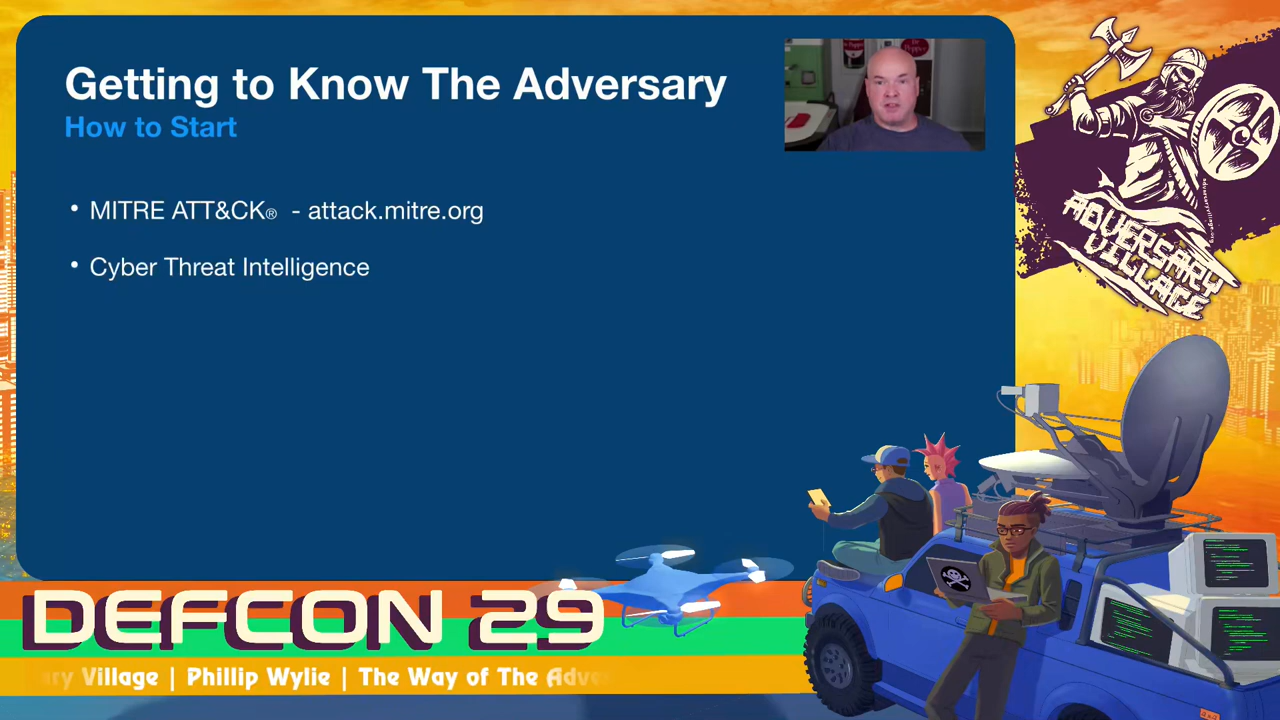 Getting to Know The Adversary
How to Start
• MITRE ATT&CK® - attack.mitre.org
• Cyber Threat Intelligence
ADVERSARY
VILLAGE
DEFCON 29
ary Village | Phillip Wylie | The Way of The Adve